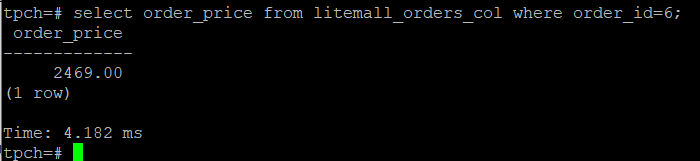 tpch=# select order_price from litemall_orders_col where order_id=6;
order_price
-------------
2469.00
(1 row)
Time: 4.182 ms
tpch=#